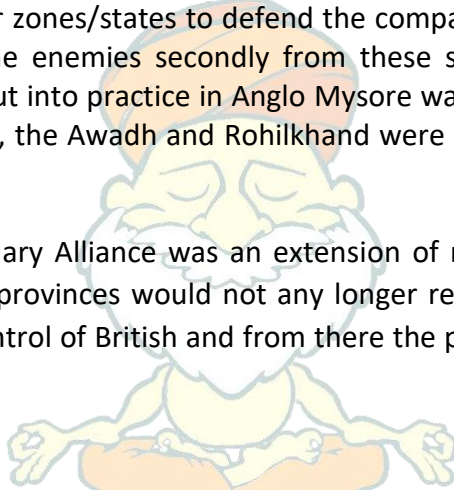 r zones/states to defend the compa
ne enemies secondly from these s
ut into practice in Anglo Mysore wa
, the Awadh and Rohilkhand were
ary Alliance was an extension of r
provinces would not any longer re
ntrol of British and from there the p